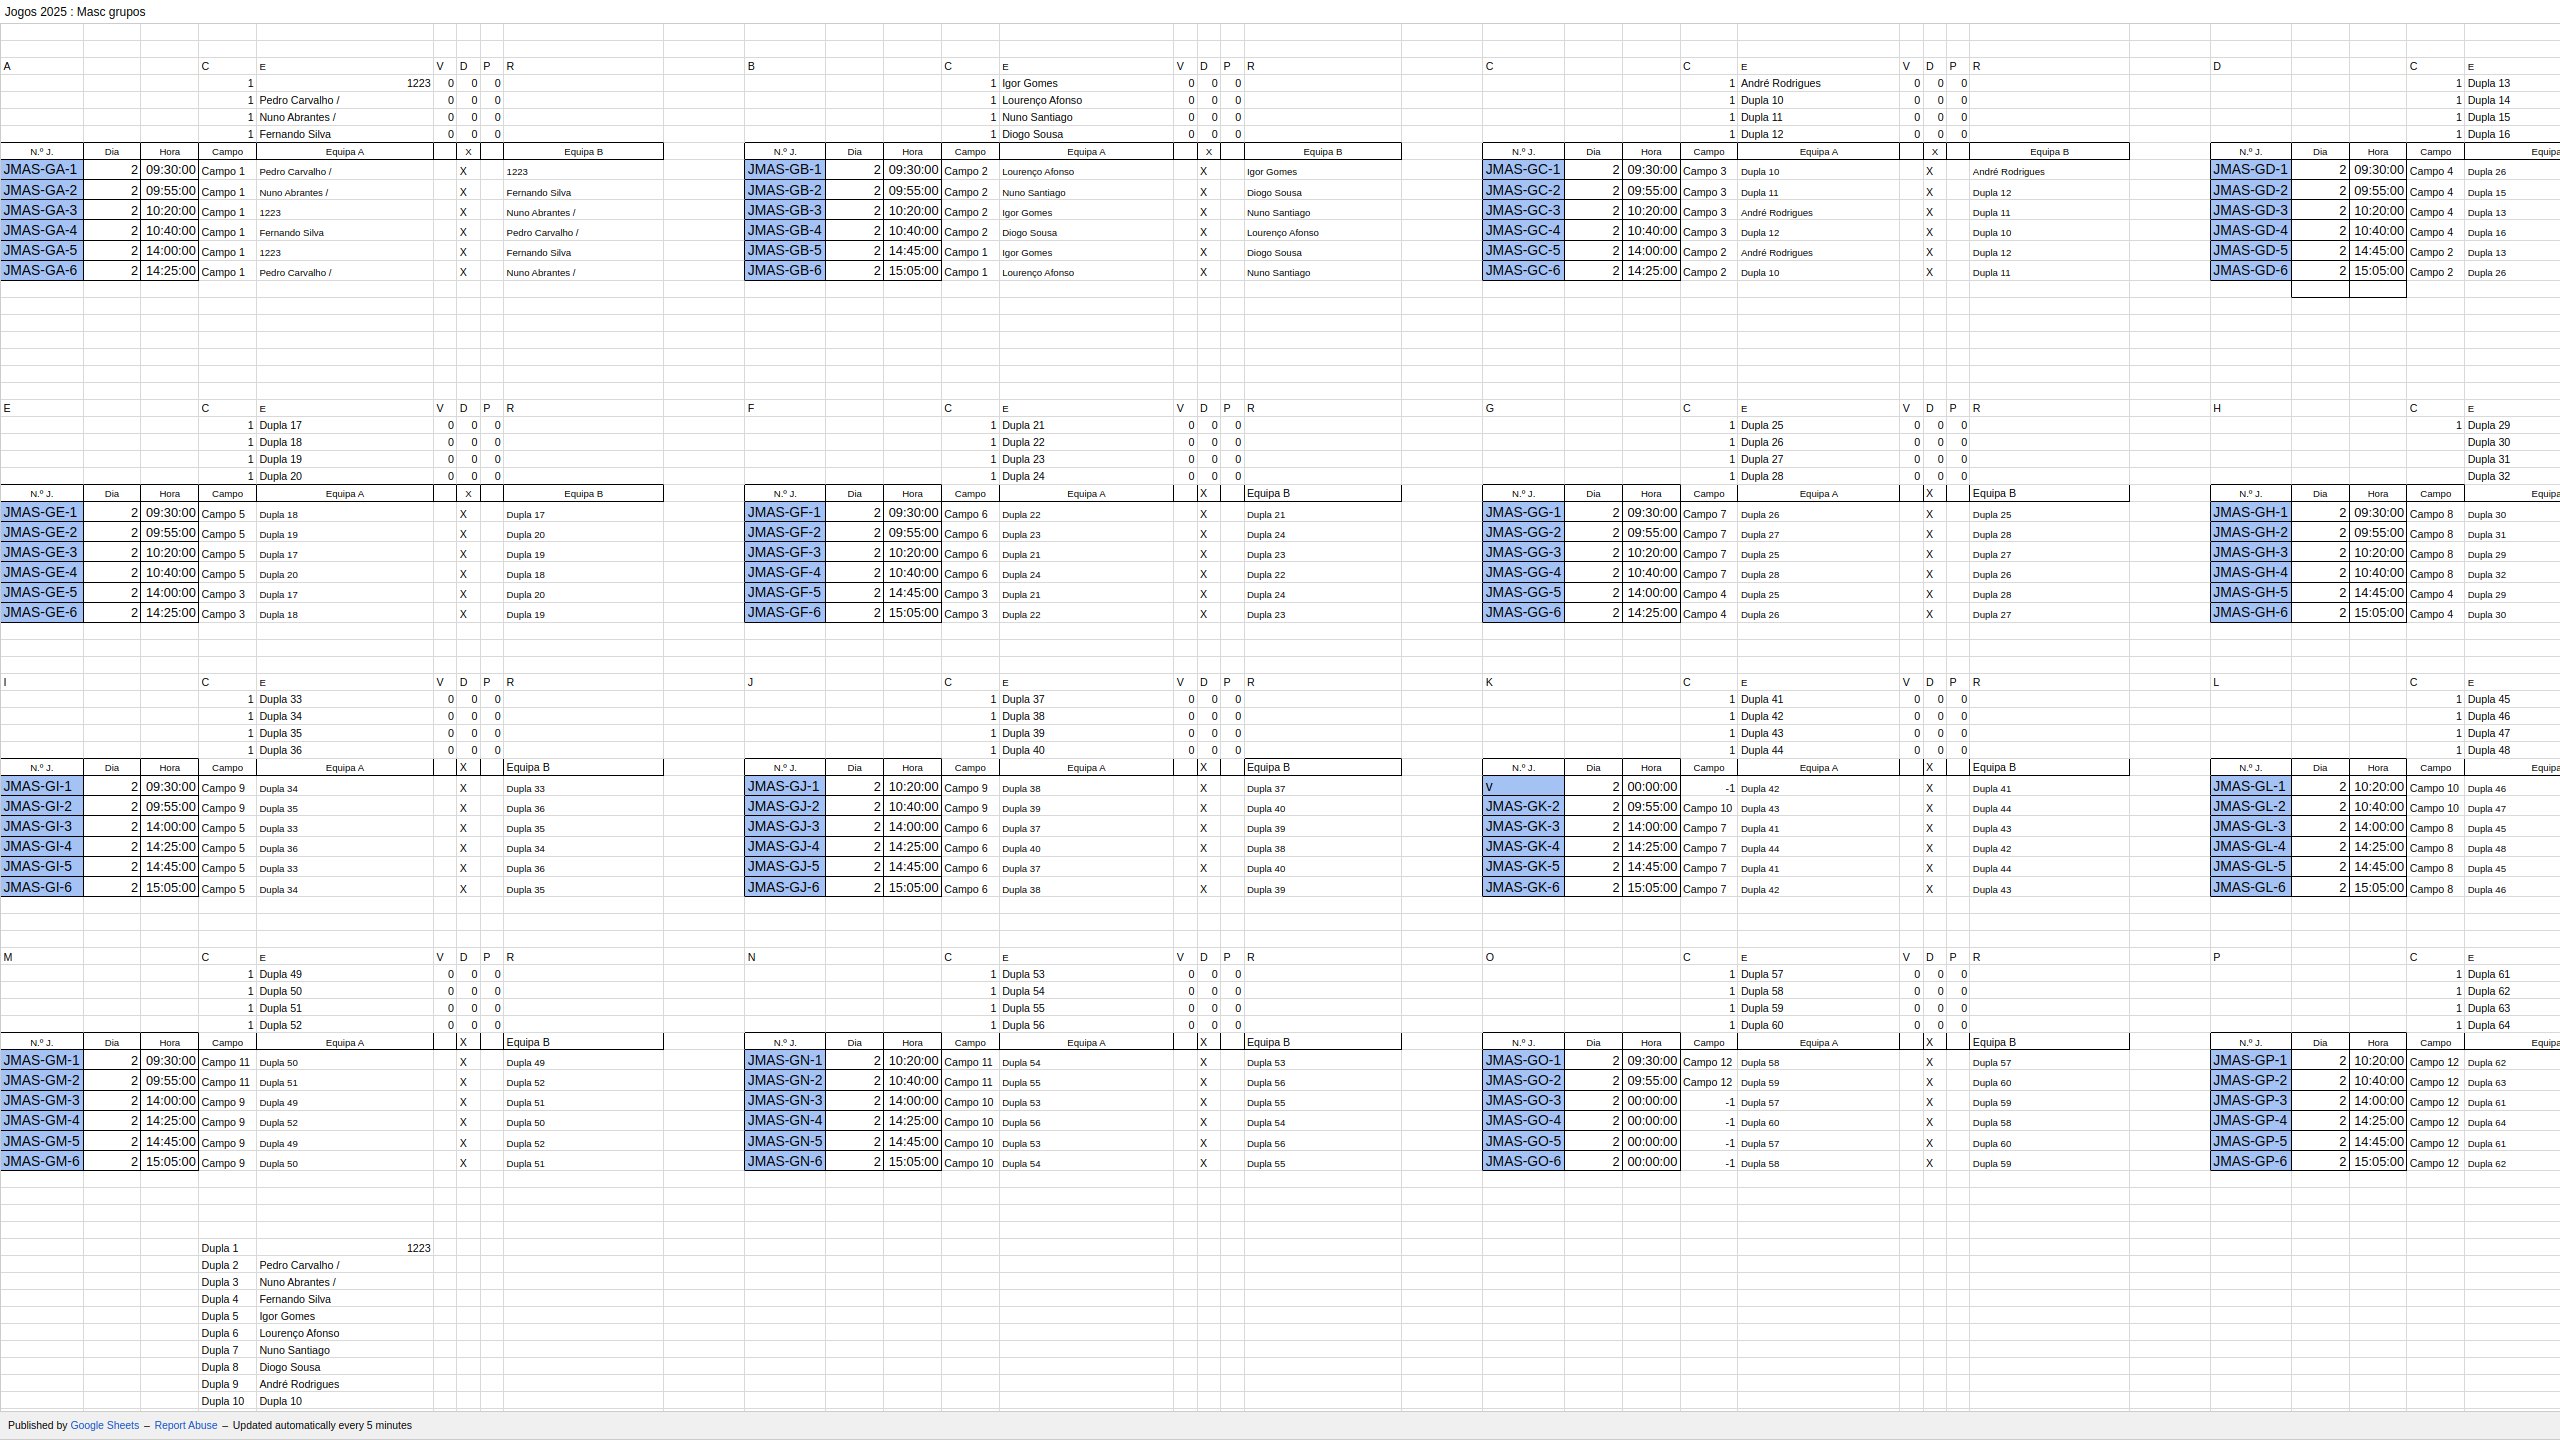 Jogos 2025 : Masc grupos
A C E V D P R B C E V D P R C C E V D P R D C E
1 1223 0 0 0 1 Igor Gomes 0 0 0 1 André Rodrigues 0 0 0 1 Dupla 13
1 Pedro Carvalho / 0 0 0 1 Lourenço Afonso 0 0 0 1 Dupla 10 0 0 0 1 Dupla 14
1 Nuno Abrantes / 0 0 0 1 Nuno Santiago 0 0 0 1 Dupla 11 0 0 0 1 Dupla 15
1 Fernando Silva 0 0 0 1 Diogo Sousa 0 0 0 1 Dupla 12 0 0 0 1 Dupla 16
N.º J. Dia Hora Campo Equipa A X Equipa B N.º J. Dia Hora Campo Equipa A X Equipa B N.º J. Dia Hora Campo Equipa A X Equipa B N.º J. Dia Hora Campo Equipa
JMAS-GA-1 2 09:30:00 Campo 1 Pedro Carvalho / X 1223 JMAS-GB-1 2 09:30:00 Campo 2 Lourenço Afonso X Igor Gomes JMAS-GC-1 2 09:30:00 Campo 3 Dupla 10 X André Rodrigues JMAS-GD-1 2 09:30:00 Campo 4 Dupla 26
JMAS-GA-2 2 09:55:00 Campo 1 Nuno Abrantes / X Fernando Silva JMAS-GB-2 2 09:55:00 Campo 2 Nuno Santiago X Diogo Sousa JMAS-GC-2 2 09:55:00 Campo 3 Dupla 11 X Dupla 12 JMAS-GD-2 2 09:55:00 Campo 4 Dupla 15
JMAS-GA-3 2 10:20:00 Campo 1 1223 X Nuno Abrantes / JMAS-GB-3 2 10:20:00 Campo 2 Igor Gomes X Nuno Santiago JMAS-GC-3 2 10:20:00 Campo 3 André Rodrigues X Dupla 11 JMAS-GD-3 2 10:20:00 Campo 4 Dupla 13
JMAS-GA-4 2 10:40:00 Campo 1 Fernando Silva X Pedro Carvalho / JMAS-GB-4 2 10:40:00 Campo 2 Diogo Sousa X Lourenço Afonso JMAS-GC-4 2 10:40:00 Campo 3 Dupla 12 X Dupla 10 JMAS-GD-4 2 10:40:00 Campo 4 Dupla 16
JMAS-GA-5 2 14:00:00 Campo 1 1223 X Fernando Silva JMAS-GB-5 2 14:45:00 Campo 1 Igor Gomes X Diogo Sousa JMAS-GC-5 2 14:00:00 Campo 2 André Rodrigues X Dupla 12 JMAS-GD-5 2 14:45:00 Campo 2 Dupla 13
JMAS-GA-6 2 14:25:00 Campo 1 Pedro Carvalho / X Nuno Abrantes / JMAS-GB-6 2 15:05:00 Campo 1 Lourenço Afonso X Nuno Santiago JMAS-GC-6 2 14:25:00 Campo 2 Dupla 10 X Dupla 11 JMAS-GD-6 2 15:05:00 Campo 2 Dupla 26
E C E V D P R F C E V D P R G C E V D P R H C E
1 Dupla 17 0 0 0 1 Dupla 21 0 0 0 1 Dupla 25 0 0 0 1 Dupla 29
1 Dupla 18 0 0 0 1 Dupla 22 0 0 0 1 Dupla 26 0 0 0 Dupla 30
1 Dupla 19 0 0 0 1 Dupla 23 0 0 0 1 Dupla 27 0 0 0 Dupla 31
1 Dupla 20 0 0 0 1 Dupla 24 0 0 0 1 Dupla 28 0 0 0 Dupla 32
N.º J. Dia Hora Campo Equipa A X Equipa B N.º J. Dia Hora Campo Equipa A X Equipa B N.º J. Dia Hora Campo Equipa A X Equipa B N.º J. Dia Hora Campo Equipa
JMAS-GE-1 2 09:30:00 Campo 5 Dupla 18 X Dupla 17 JMAS-GF-1 2 09:30:00 Campo 6 Dupla 22 X Dupla 21 JMAS-GG-1 2 09:30:00 Campo 7 Dupla 26 X Dupla 25 JMAS-GH-1 2 09:30:00 Campo 8 Dupla 30
JMAS-GE-2 2 09:55:00 Campo 5 Dupla 19 X Dupla 20 JMAS-GF-2 2 09:55:00 Campo 6 Dupla 23 X Dupla 24 JMAS-GG-2 2 09:55:00 Campo 7 Dupla 27 X Dupla 28 JMAS-GH-2 2 09:55:00 Campo 8 Dupla 31
JMAS-GE-3 2 10:20:00 Campo 5 Dupla 17 X Dupla 19 JMAS-GF-3 2 10:20:00 Campo 6 Dupla 21 X Dupla 23 JMAS-GG-3 2 10:20:00 Campo 7 Dupla 25 X Dupla 27 JMAS-GH-3 2 10:20:00 Campo 8 Dupla 29
JMAS-GE-4 2 10:40:00 Campo 5 Dupla 20 X Dupla 18 JMAS-GF-4 2 10:40:00 Campo 6 Dupla 24 X Dupla 22 JMAS-GG-4 2 10:40:00 Campo 7 Dupla 28 X Dupla 26 JMAS-GH-4 2 10:40:00 Campo 8 Dupla 32
JMAS-GE-5 2 14:00:00 Campo 3 Dupla 17 X Dupla 20 JMAS-GF-5 2 14:45:00 Campo 3 Dupla 21 X Dupla 24 JMAS-GG-5 2 14:00:00 Campo 4 Dupla 25 X Dupla 28 JMAS-GH-5 2 14:45:00 Campo 4 Dupla 29
JMAS-GE-6 2 14:25:00 Campo 3 Dupla 18 X Dupla 19 JMAS-GF-6 2 15:05:00 Campo 3 Dupla 22 X Dupla 23 JMAS-GG-6 2 14:25:00 Campo 4 Dupla 26 X Dupla 27 JMAS-GH-6 2 15:05:00 Campo 4 Dupla 30
I C E V D P R J C E V D P R K C E V D P R L C E
1 Dupla 33 0 0 0 1 Dupla 37 0 0 0 1 Dupla 41 0 0 0 1 Dupla 45
1 Dupla 34 0 0 0 1 Dupla 38 0 0 0 1 Dupla 42 0 0 0 1 Dupla 46
1 Dupla 35 0 0 0 1 Dupla 39 0 0 0 1 Dupla 43 0 0 0 1 Dupla 47
1 Dupla 36 0 0 0 1 Dupla 40 0 0 0 1 Dupla 44 0 0 0 1 Dupla 48
N.º J. Dia Hora Campo Equipa A X Equipa B N.º J. Dia Hora Campo Equipa A X Equipa B N.º J. Dia Hora Campo Equipa A X Equipa B N.º J. Dia Hora Campo Equipa
JMAS-GI-1 2 09:30:00 Campo 9 Dupla 34 X Dupla 33 JMAS-GJ-1 2 10:20:00 Campo 9 Dupla 38 X Dupla 37 v 2 00:00:00 -1 Dupla 42 X Dupla 41 JMAS-GL-1 2 10:20:00 Campo 10 Dupla 46
JMAS-GI-2 2 09:55:00 Campo 9 Dupla 35 X Dupla 36 JMAS-GJ-2 2 10:40:00 Campo 9 Dupla 39 X Dupla 40 JMAS-GK-2 2 09:55:00 Campo 10 Dupla 43 X Dupla 44 JMAS-GL-2 2 10:40:00 Campo 10 Dupla 47
JMAS-GI-3 2 14:00:00 Campo 5 Dupla 33 X Dupla 35 JMAS-GJ-3 2 14:00:00 Campo 6 Dupla 37 X Dupla 39 JMAS-GK-3 2 14:00:00 Campo 7 Dupla 41 X Dupla 43 JMAS-GL-3 2 14:00:00 Campo 8 Dupla 45
JMAS-GI-4 2 14:25:00 Campo 5 Dupla 36 X Dupla 34 JMAS-GJ-4 2 14:25:00 Campo 6 Dupla 40 X Dupla 38 JMAS-GK-4 2 14:25:00 Campo 7 Dupla 44 X Dupla 42 JMAS-GL-4 2 14:25:00 Campo 8 Dupla 48
JMAS-GI-5 2 14:45:00 Campo 5 Dupla 33 X Dupla 36 JMAS-GJ-5 2 14:45:00 Campo 6 Dupla 37 X Dupla 40 JMAS-GK-5 2 14:45:00 Campo 7 Dupla 41 X Dupla 44 JMAS-GL-5 2 14:45:00 Campo 8 Dupla 45
JMAS-GI-6 2 15:05:00 Campo 5 Dupla 34 X Dupla 35 JMAS-GJ-6 2 15:05:00 Campo 6 Dupla 38 X Dupla 39 JMAS-GK-6 2 15:05:00 Campo 7 Dupla 42 X Dupla 43 JMAS-GL-6 2 15:05:00 Campo 8 Dupla 46
M C E V D P R N C E V D P R O C E V D P R P C E
1 Dupla 49 0 0 0 1 Dupla 53 0 0 0 1 Dupla 57 0 0 0 1 Dupla 61
1 Dupla 50 0 0 0 1 Dupla 54 0 0 0 1 Dupla 58 0 0 0 1 Dupla 62
1 Dupla 51 0 0 0 1 Dupla 55 0 0 0 1 Dupla 59 0 0 0 1 Dupla 63
1 Dupla 52 0 0 0 1 Dupla 56 0 0 0 1 Dupla 60 0 0 0 1 Dupla 64
N.º J. Dia Hora Campo Equipa A X Equipa B N.º J. Dia Hora Campo Equipa A X Equipa B N.º J. Dia Hora Campo Equipa A X Equipa B N.º J. Dia Hora Campo Equipa
JMAS-GM-1 2 09:30:00 Campo 11 Dupla 50 X Dupla 49 JMAS-GN-1 2 10:20:00 Campo 11 Dupla 54 X Dupla 53 JMAS-GO-1 2 09:30:00 Campo 12 Dupla 58 X Dupla 57 JMAS-GP-1 2 10:20:00 Campo 12 Dupla 62
JMAS-GM-2 2 09:55:00 Campo 11 Dupla 51 X Dupla 52 JMAS-GN-2 2 10:40:00 Campo 11 Dupla 55 X Dupla 56 JMAS-GO-2 2 09:55:00 Campo 12 Dupla 59 X Dupla 60 JMAS-GP-2 2 10:40:00 Campo 12 Dupla 63
JMAS-GM-3 2 14:00:00 Campo 9 Dupla 49 X Dupla 51 JMAS-GN-3 2 14:00:00 Campo 10 Dupla 53 X Dupla 55 JMAS-GO-3 2 00:00:00 -1 Dupla 57 X Dupla 59 JMAS-GP-3 2 14:00:00 Campo 12 Dupla 61
JMAS-GM-4 2 14:25:00 Campo 9 Dupla 52 X Dupla 50 JMAS-GN-4 2 14:25:00 Campo 10 Dupla 56 X Dupla 54 JMAS-GO-4 2 00:00:00 -1 Dupla 60 X Dupla 58 JMAS-GP-4 2 14:25:00 Campo 12 Dupla 64
JMAS-GM-5 2 14:45:00 Campo 9 Dupla 49 X Dupla 52 JMAS-GN-5 2 14:45:00 Campo 10 Dupla 53 X Dupla 56 JMAS-GO-5 2 00:00:00 -1 Dupla 57 X Dupla 60 JMAS-GP-5 2 14:45:00 Campo 12 Dupla 61
JMAS-GM-6 2 15:05:00 Campo 9 Dupla 50 X Dupla 51 JMAS-GN-6 2 15:05:00 Campo 10 Dupla 54 X Dupla 55 JMAS-GO-6 2 00:00:00 -1 Dupla 58 X Dupla 59 JMAS-GP-6 2 15:05:00 Campo 12 Dupla 62
Dupla 1 1223
Dupla 2 Pedro Carvalho /
Dupla 3 Nuno Abrantes /
Dupla 4 Fernando Silva
Dupla 5 Igor Gomes
Dupla 6 Lourenço Afonso
Dupla 7 Nuno Santiago
Dupla 8 Diogo Sousa
Dupla 9 André Rodrigues
Dupla 10 Dupla 10
Published by Google Sheets – Report Abuse – Updated automatically every 5 minutes